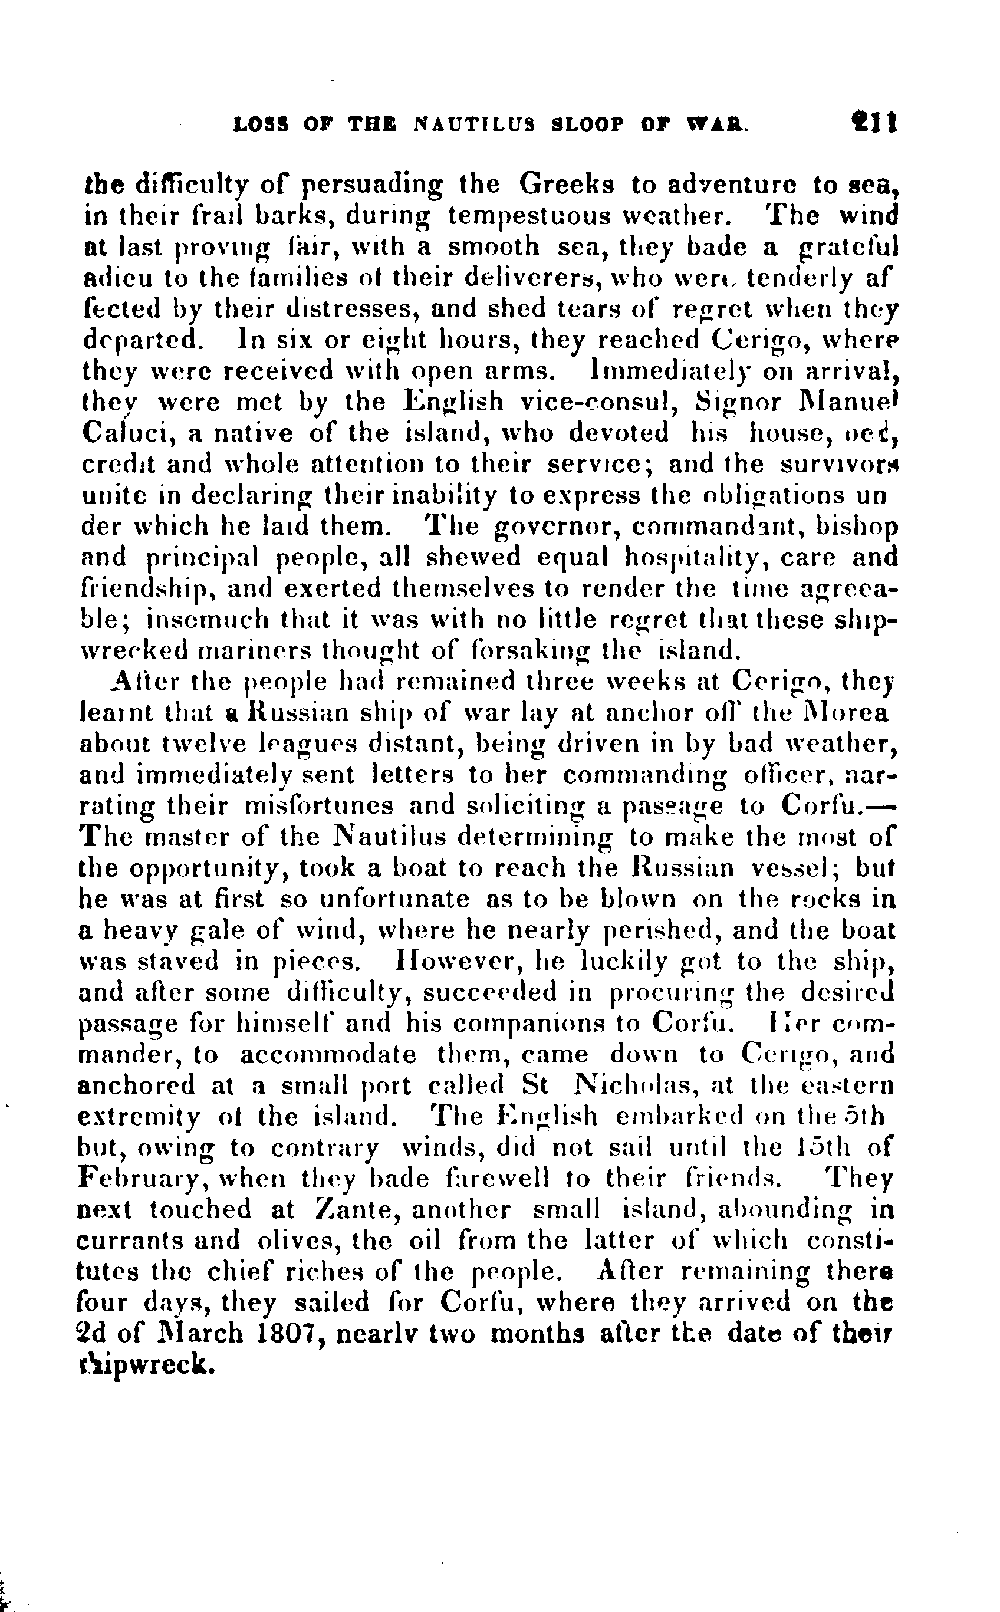 LOSS OF THE NAUTILUS SLOOP OF WAR. 211
the difficulty of persuading the Greeks to adventure to sea,
in their frail barks, during tempestuous weather. The wind
at last proving fair, with a smooth sea, they bade a grateful
adieu to the families of their deliverers, who were tenderly af
fected by their distresses, and shed tears of regret when they
departed. In six or eight hours, they reached Cerigo, where
they were received with open arms. Immediately on arrival,
they were met by the English vice-consul, Signor Manuel
Caluci, a native of the island, who devoted his house, bed,
credit and whole attention to their service; and the survivors
unite in declaring their inability to express the obligations un
der which he laid them. The governor, commandant, bishop
and principal people, all shewed equal hospitality, care and
friendship, and exerted themselves to render the time agreea-
ble; insomuch that it was with no little regret that these ship-
wrecked mariners thought of forsaking the island.
After the people had remained three weeks at Cerigo, they
learnt that a Russian ship of war lay at anchor off the Morea
about twelve leagues distant, being driven in by bad weather,
and immediately sent letters to her commanding officer, nar-
rating their misfortunes and soliciting a passage to Corfu.—
The master of the Nautilus determining to make the most of
the opportunity, took a boat to reach the Russian vessel; but
he was at first so unfortunate as to be blown on the rocks in
a heavy gale of wind, where he nearly perished, and the boat
was staved in pieces. However, he luckily got to the ship,
and after some difficulty, succeeded in procuring the desired
passage for himself and his companions to Corfu. Her com-
mander, to accommodate them, came down to Cerigo, and
anchored at a small port called St Nicholas, at the eastern
extremity of the island. The English embarked on the 5th
but, owing to contrary winds, did not sail until the 15th of
February, when they bade farewell to their friends. They
next touched at Zante, another small island, abounding in
currants and olives, the oil from the latter of which consti-
tutes the chief riches of the people. After remaining there
four days, they sailed for Corfu, where they arrived on the
2d of March 1807, nearly two months after the date of their
shipwreck.